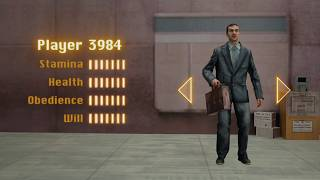 Player 3984
Stamina
Health
Obedience
Will